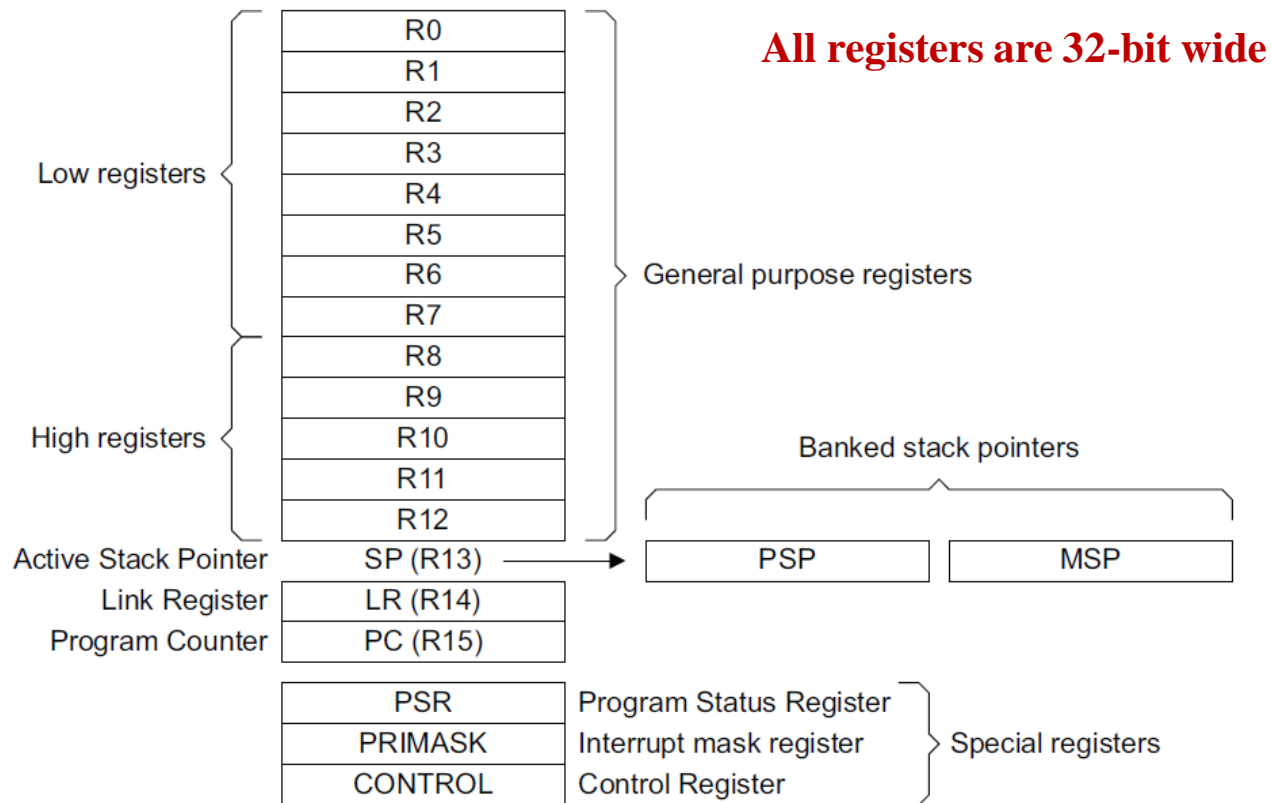 All registers are 32-bit wide
R0
R1
R2
R3
Low registers
R4
R5
R6
General purpose registers
R7
R8
R9
High registers
R10
Banked stack pointers
R11
R12
Active Stack Pointer SP (R13) PSP MSP
Link Register LR (R14)
Program Counter PC (R15)
PSR Program Status Register
PRIMASK Interrupt mask register Special registers
CONTROL Control Register